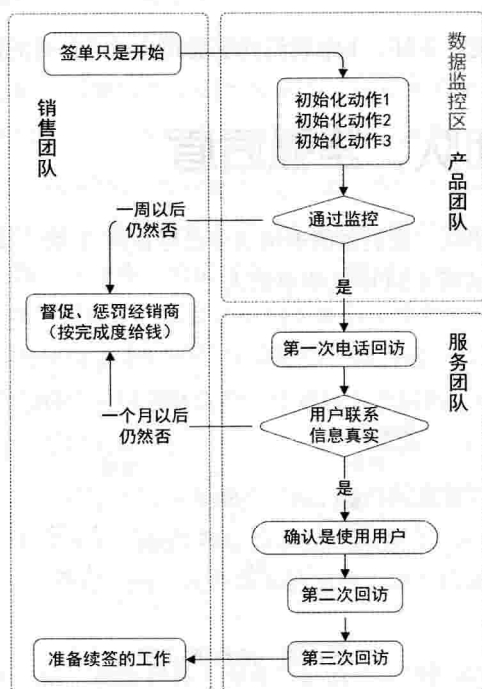 签单只是开始
数据监控区
初始化动作1
初始化动作2
初始化动作3
销售团队
产品团队
一周以后
仍然否
通过监控
是
督促、惩罚经销商
（按完成度给钱）
第一次电话回访
服务团队
一个月以后
仍然否
用户联系
信息真实
是
确认是使用用户
第二次回访
准备续签的工作
第三次回访